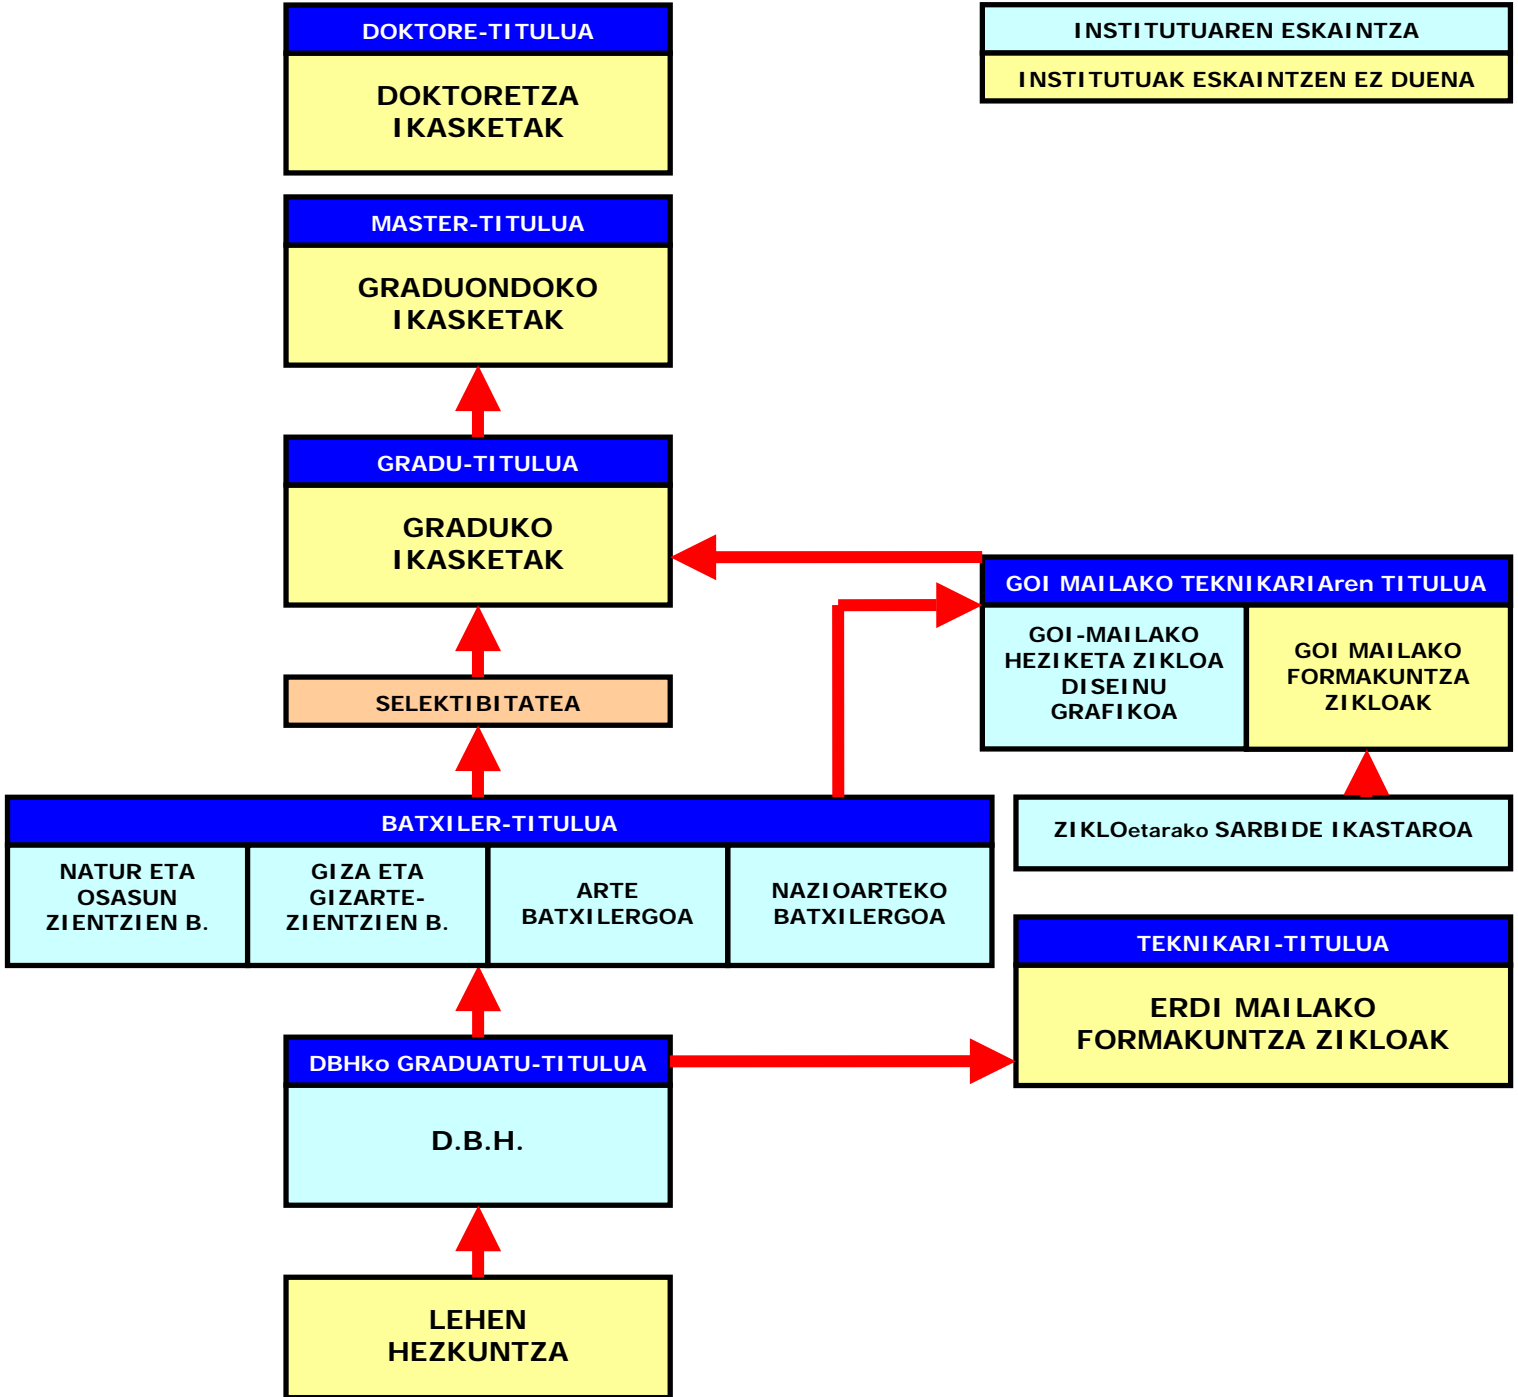 DOKTORE-TITULUA
DOKTORETZA
IKASKETAK
INSTITUTUAREN ESKAINTZA
INSTITUTUAK ESKAINTZEN EZ DUENA
MASTER-TITULUA
GRADUONDOKO
IKASKETAK
GRADU-TITULUA
GRADUKO
IKASKETAK
GOI MAILAKO TEKNIKARIAren TITULUA
GOI-MAILAKO
HEZIKETA ZIKLOA
DISEINU
GRAFIKOA
GOI MAILAKO
FORMAKUNTZA
ZIKLOAK
SELEKTIBITATEA
ZIKLOetarako SARBIDE IKASTAROA
BATXILER-TITULUA
NATUR ETA
OSASUN
ZIENTZIEN B.
GIZA ETA
GIZARTE-
ZIENTZIEN B.
ARTE
BATXILERGOA
NAZIOARTEKO
BATXILERGOA
TEKNIKARI-TITULUA
ERDI MAILAKO
FORMAKUNTZA ZIKLOAK
DBHko GRADUATU-TITULUA
D.B.H.
LEHEN
HEZKUNTZA